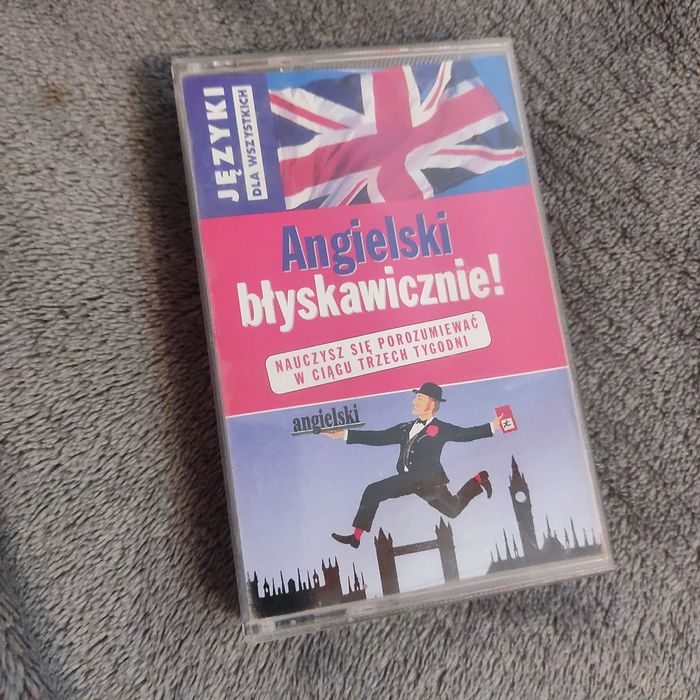 JĘZYKI
DLA WSZYSTKICH
Angielski
błyskawicznie!
NAUCZYSZ SIĘ POROZUMIEWAĆ
W CIĄGU TRZECH TYGODNI
angielski